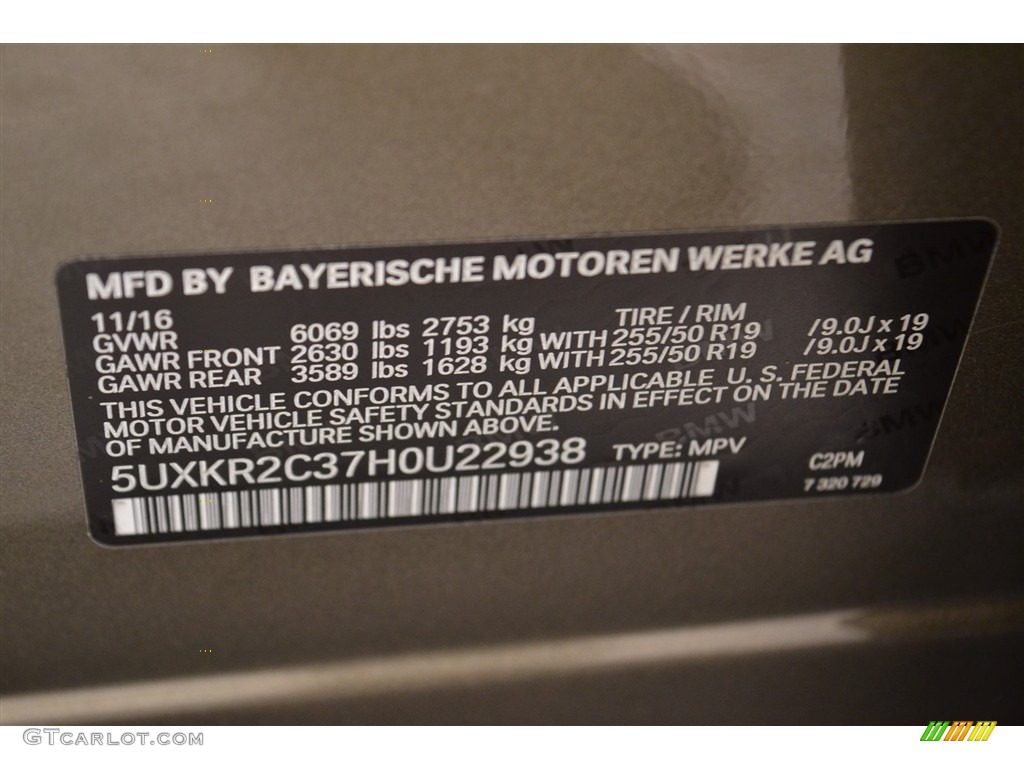 MFD BY BAYERISCHE MOTOREN WERKE AG
11/16 TIRE / RIM
GVWR 6069 lbs 2753 kg
GAWR FRONT 2630 lbs 1193 kg WITH 255/50 R19 /9.0J x 19
GAWR REAR 3589 lbs 1628 kg WITH 255/50 R19 /9.0J x 19
THIS VEHICLE CONFORMS TO ALL APPLICABLE U. S. FEDERAL
MOTOR VEHICLE SAFETY STANDARDS IN EFFECT ON THE DATE
OF MANUFACTURE SHOWN ABOVE.
5UXKR2C37H0U22938 TYPE: MPV C2PM
7 320 729
GTCarlot.com